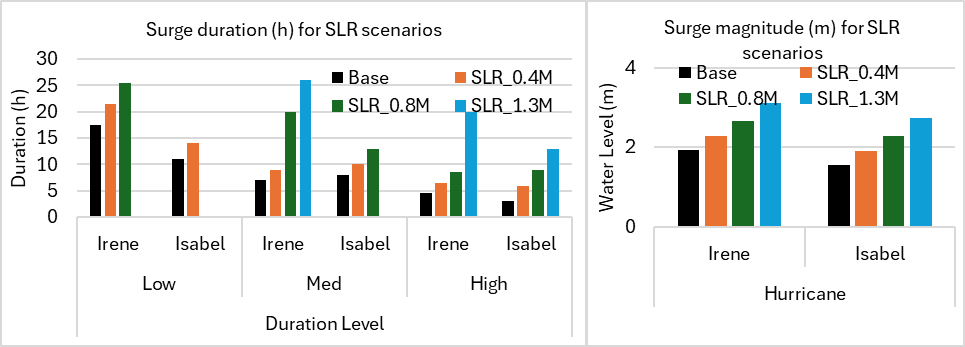 Surge duration (h) for SLR scenarios
30
25
20
15
10
5
0
Duration (h)
Base
SLR_0.4M
SLR_0.8M
SLR_1.3M
Irene
Isabel
Irene
Isabel
Irene
Isabel
Low
Med
High
Duration Level
Surge magnitude (m) for SLR
scenarios
4
2
0
Water Level (m)
Base
SLR_0.4M
SLR_0.8M
SLR_1.3M
Irene
Isabel
Hurricane